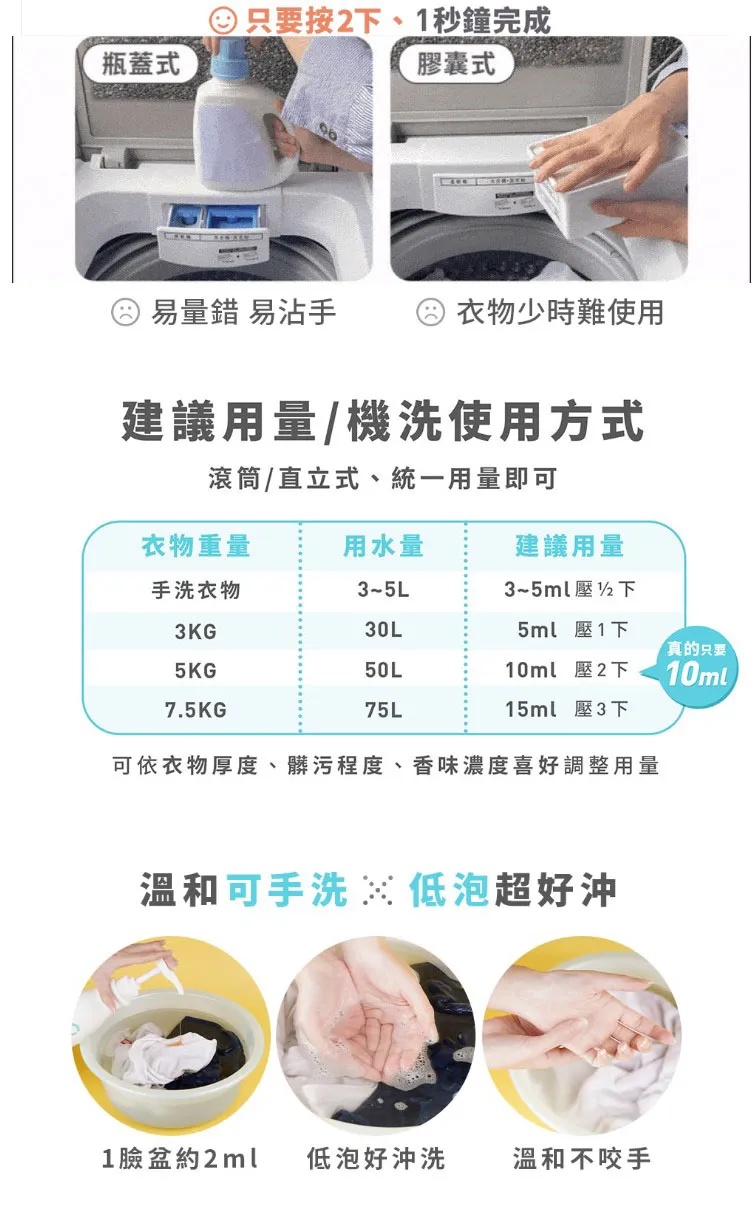 只要按2下、1秒鐘完成
瓶蓋式
膠囊式
易量錯 易沾手
衣物少時難使用
建議用量/機洗使用方式
滾筒/直立式、統一用量即可
衣物重量 用水量 建議用量
手洗衣物 3~5L 3~5ml 壓½下
3KG 30L 5ml 壓1下
5KG 50L 10ml 壓2下
真的只要
10ml
7.5KG 75L 15ml 壓3下
可依衣物厚度、髒污程度、香味濃度喜好調整用量
溫和可手洗 低泡超好沖
1臉盆約2ml
低泡好沖洗
溫和不咬手